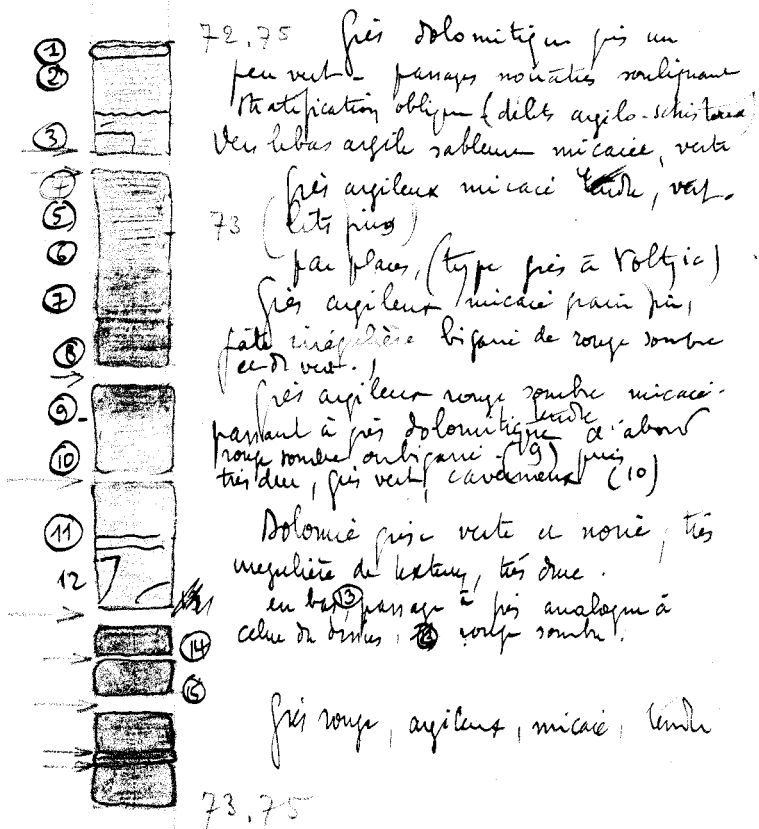 72,75 Grès dolomitique gris un
peu vert - passages noirâtres soulignant
stratification oblique (délits argilo-schisteux)
Vers le bas argile sableuse micacée, verte
Grès argileux micacé tendre, vert.
73 (lits fins)
par places, (type grès à Voltzia)
Grès argileux micacé grain fin,
pâte irrégulière bigarré de rouge sombre
et de vert.
Grès argileux rouge sombre micacé.
passant à grès dolomitique tendre d'abord
rouge sombre ou bigarré (9) puis
très dur, gris vert, caverneux (10)
Dolomie grise verte et noire, très
irrégulière de texture, très dure.
en bas (13) passage à grès analogue à
celui du dessus, rouge sombre.
Grès rouge, argileux, micacé, tendre
73,75
1
2
3
4
5
6
7
8
9
10
11
12
14
15